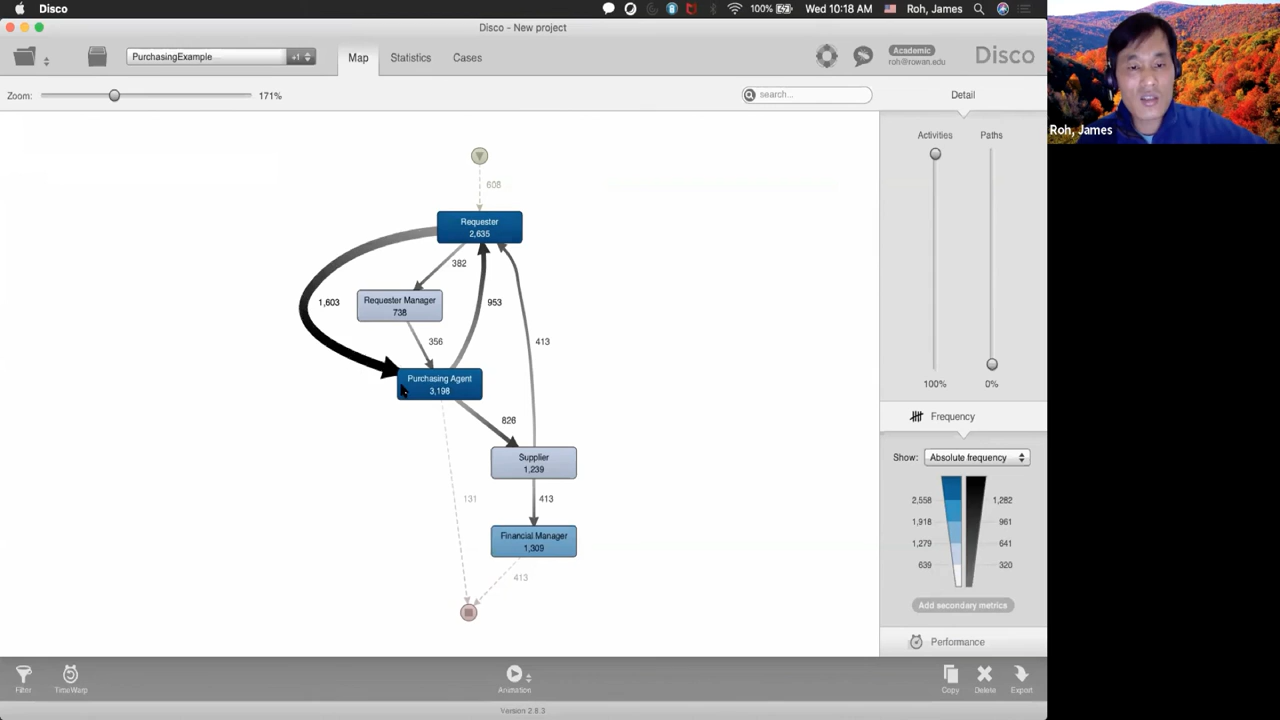 Disco
100%
Wed 10:18 AM
Roh, James
Disco - New project
PurchasingExample
+1
Map
Statistics
Cases
Academic
roh@rowan.edu
Disco
Zoom:
171%
search...
Detail
Roh, James
Activities
Paths
608
Requester
2,635
382
Requester Manager
738
1,603
953
356
413
Purchasing Agent
3,198
100%
0%
826
Frequency
Supplier
1,239
Show:
Absolute frequency
131
413
2,558
1,282
1,918
961
Financial Manager
1,309
1,279
641
639
320
413
Add secondary metrics
Performance
Filter
TimeWarp
Animation
Copy
Delete
Export
Version 2.8.3